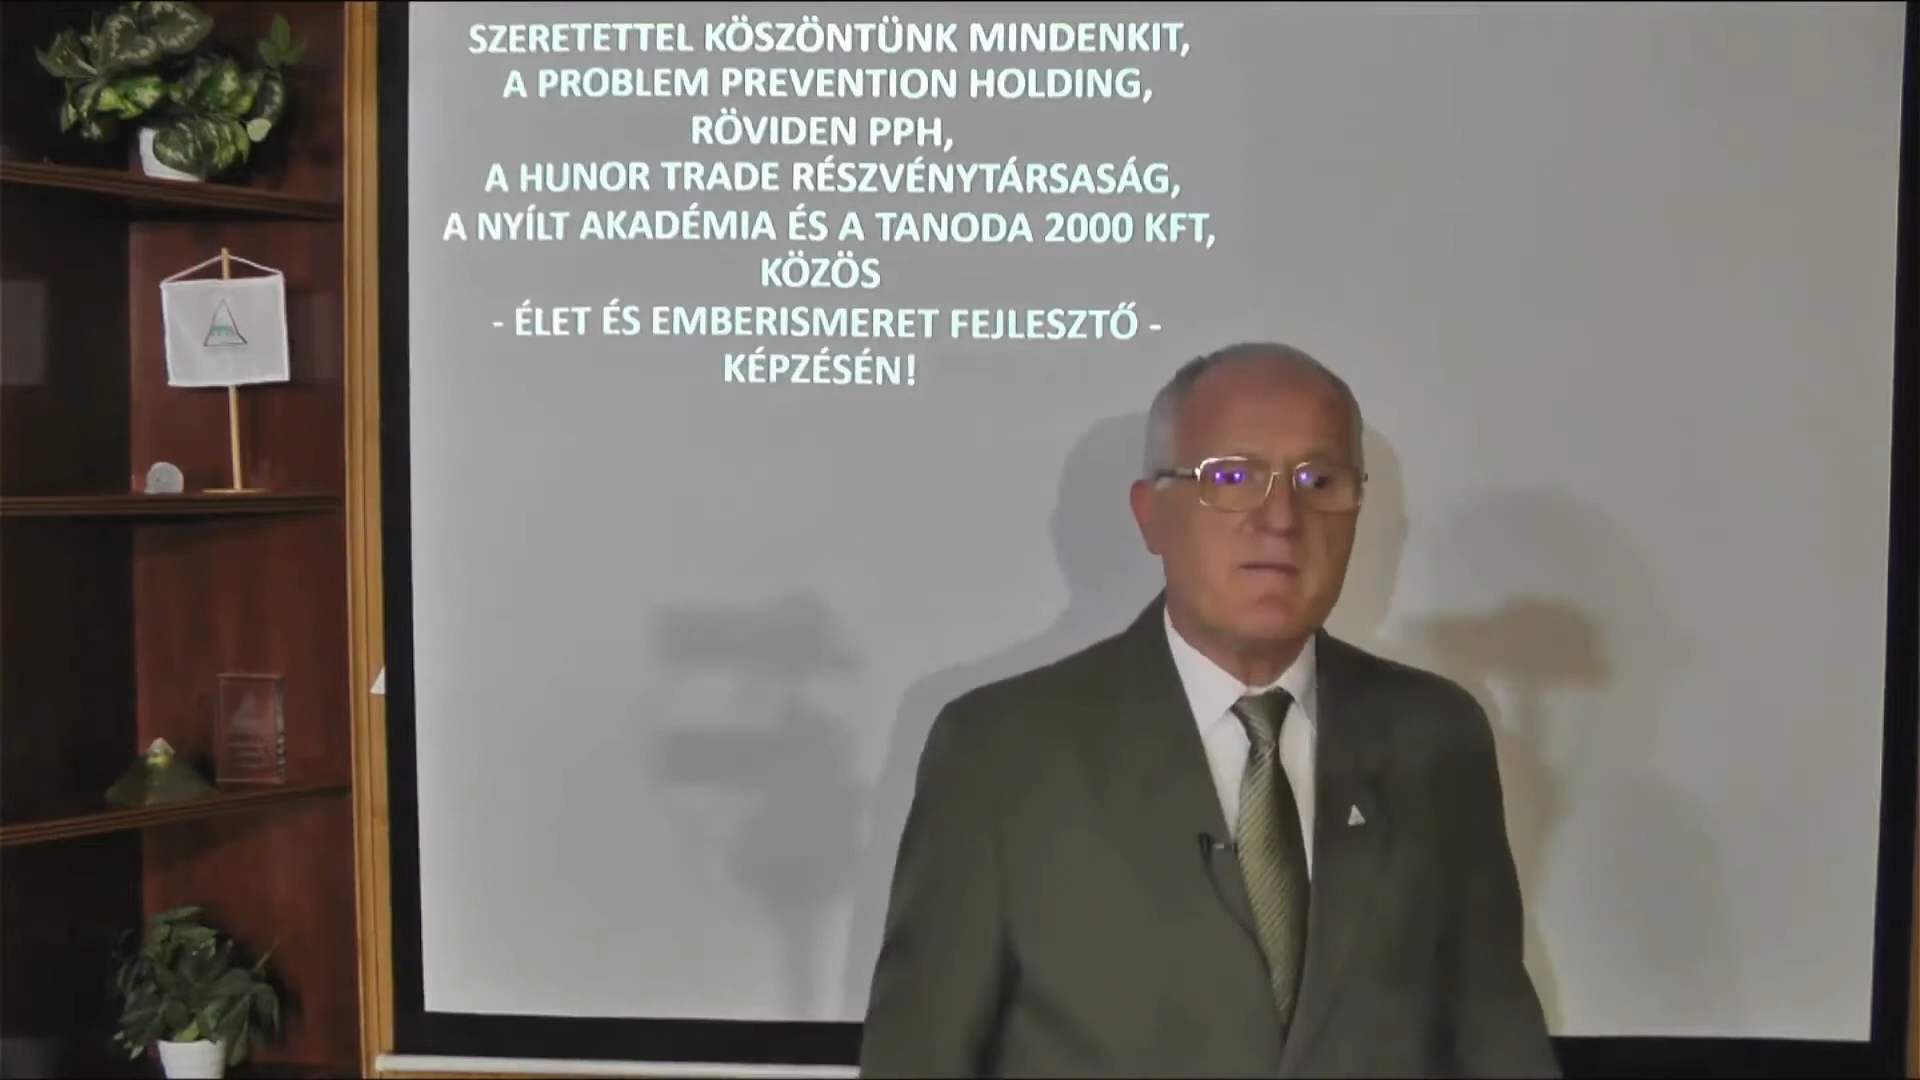 SZERETETTEL KÖSZÖNTÜNK MINDENKIT,
A PROBLEM PREVENTION HOLDING,
RÖVIDEN PPH,
A HUNOR TRADE RÉSZVÉNYTÁRSASÁG,
A NYÍLT AKADÉMIA ÉS A TANODA 2000 KFT,
KÖZÖS
- ÉLET ÉS EMBERISMERET FEJLESZTŐ -
KÉPZÉSÉN!